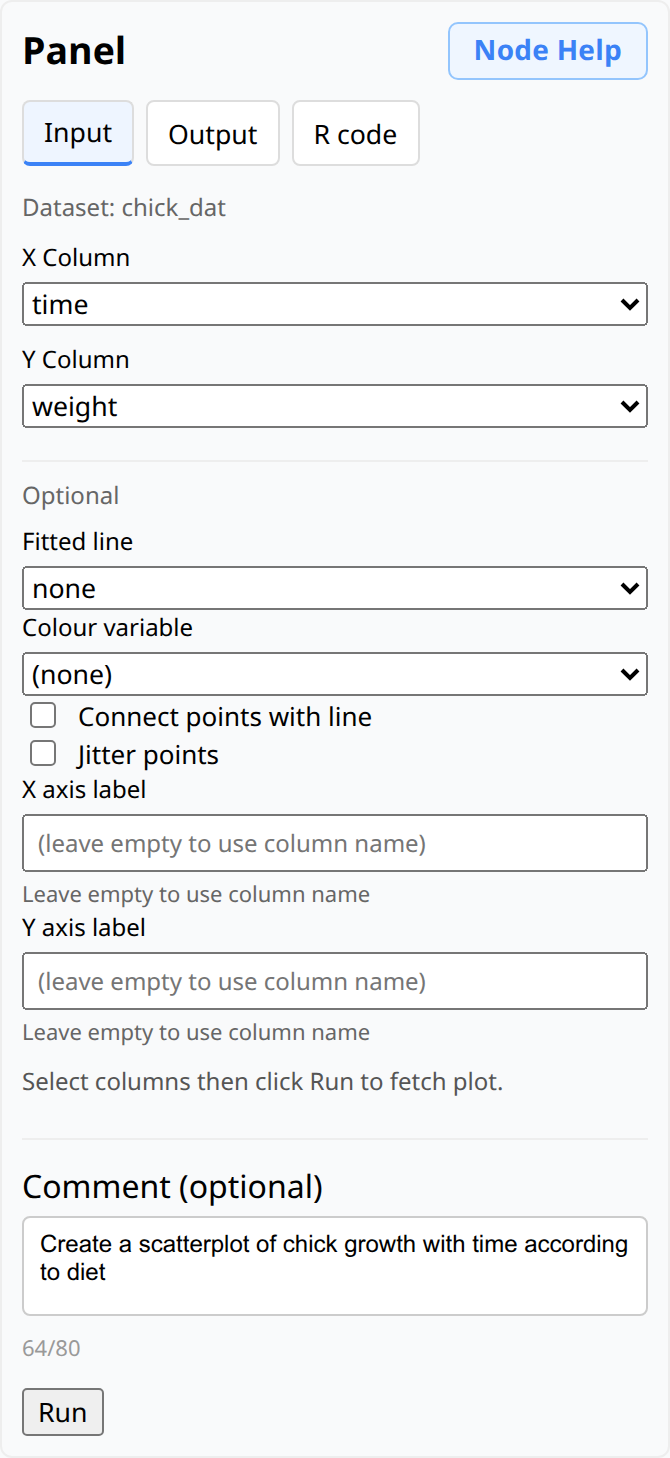 Panel
Node Help
Input
Output
R code
Dataset: chick_dat
X Column
time
Y Column
weight
Optional
Fitted line
none
Colour variable
(none)
Connect points with line
Jitter points
X axis label
(leave empty to use column name)
Leave empty to use column name
Y axis label
(leave empty to use column name)
Leave empty to use column name
Select columns then click Run to fetch plot.
Comment (optional)
Create a scatterplot of chick growth with time according
to diet
64/80
Run